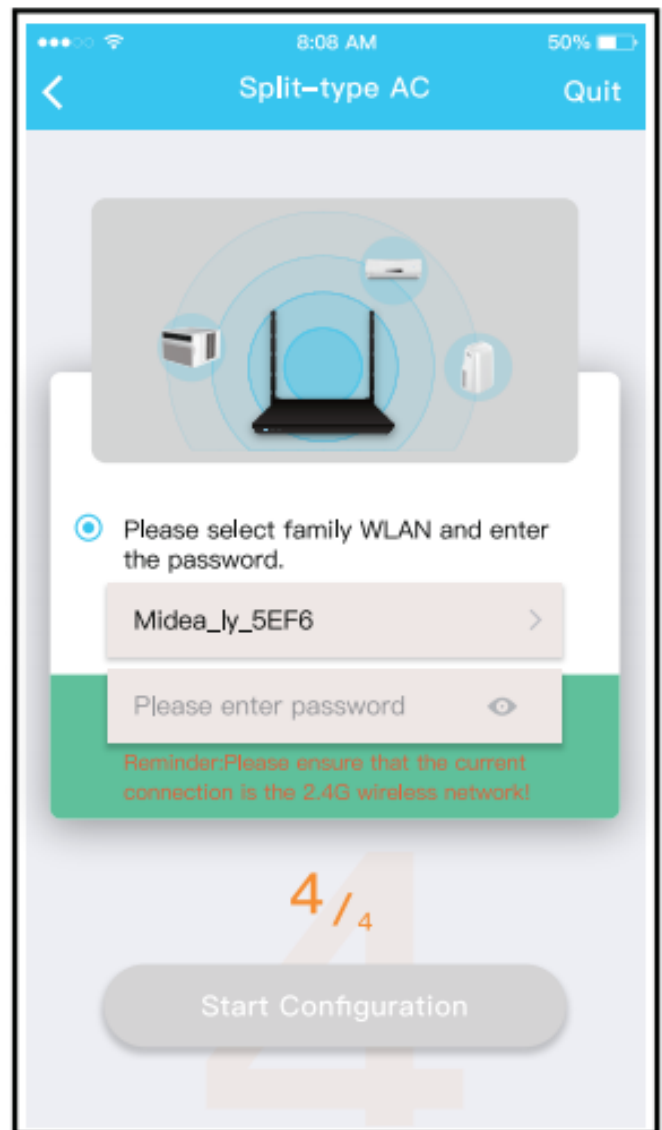 8:08 AM
50%
Split-type AC
Quit
Please select family WLAN and enter
the password.
Midea_ly_5EF6
Please enter password
Reminder:Please ensure that the current
connection is the 2.4G wireless network!
4/4
4
Start Configuration